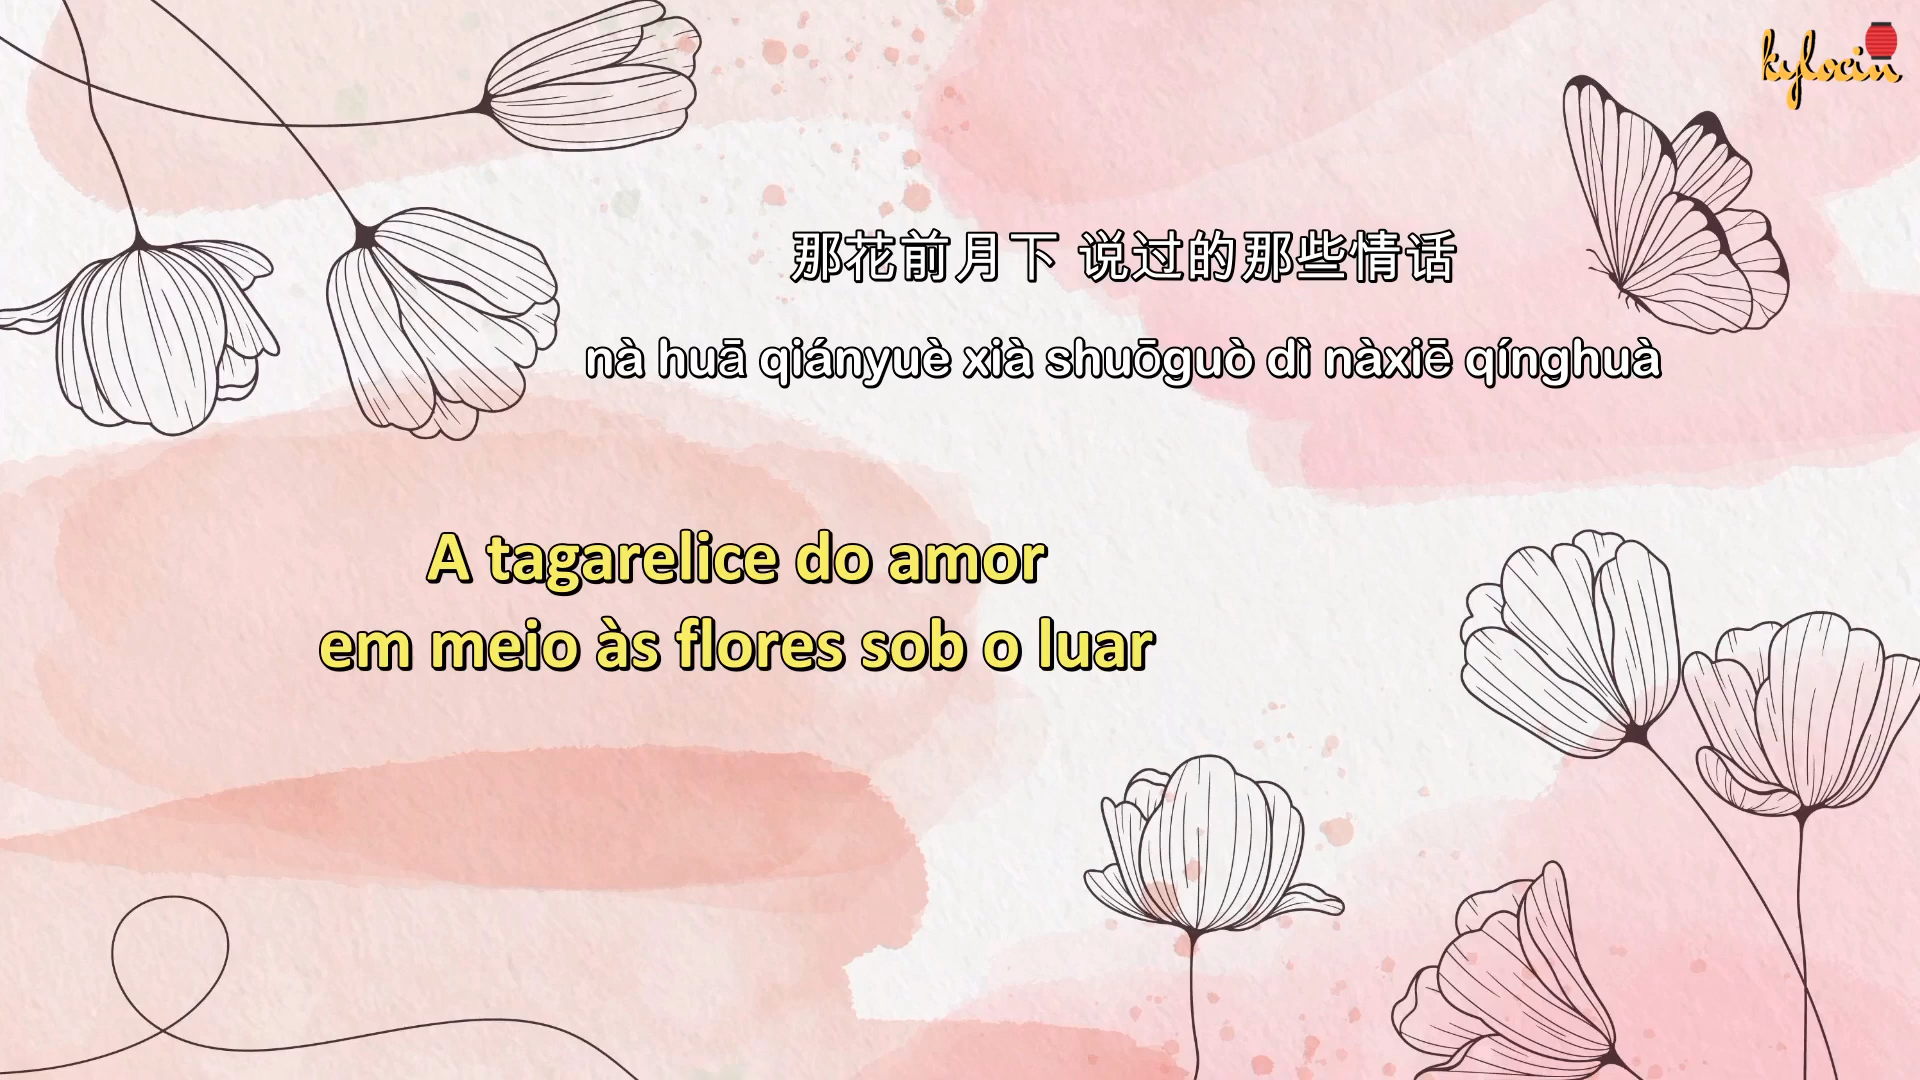 kylocin
那花前月下 说过的那些情话
nà huā qiányuè xià shuōguò dì nàxiē qínghuà
A tagarelice do amor
em meio às flores sob o luar